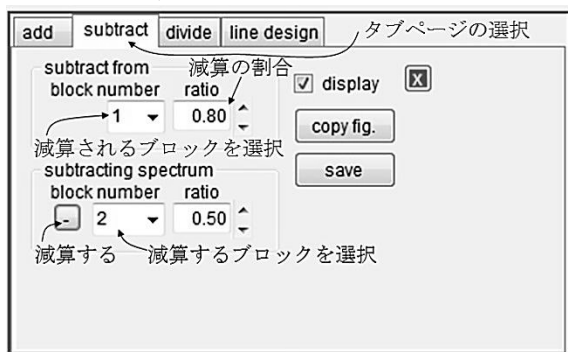 add subtract divide line design タブページの選択
subtract from 減算の割合
block number ratio display X
1 0.80 copy fig.
減算されるブロックを選択
subtracting spectrum save
block number ratio
- 2 0.50
減算する 減算するブロックを選択